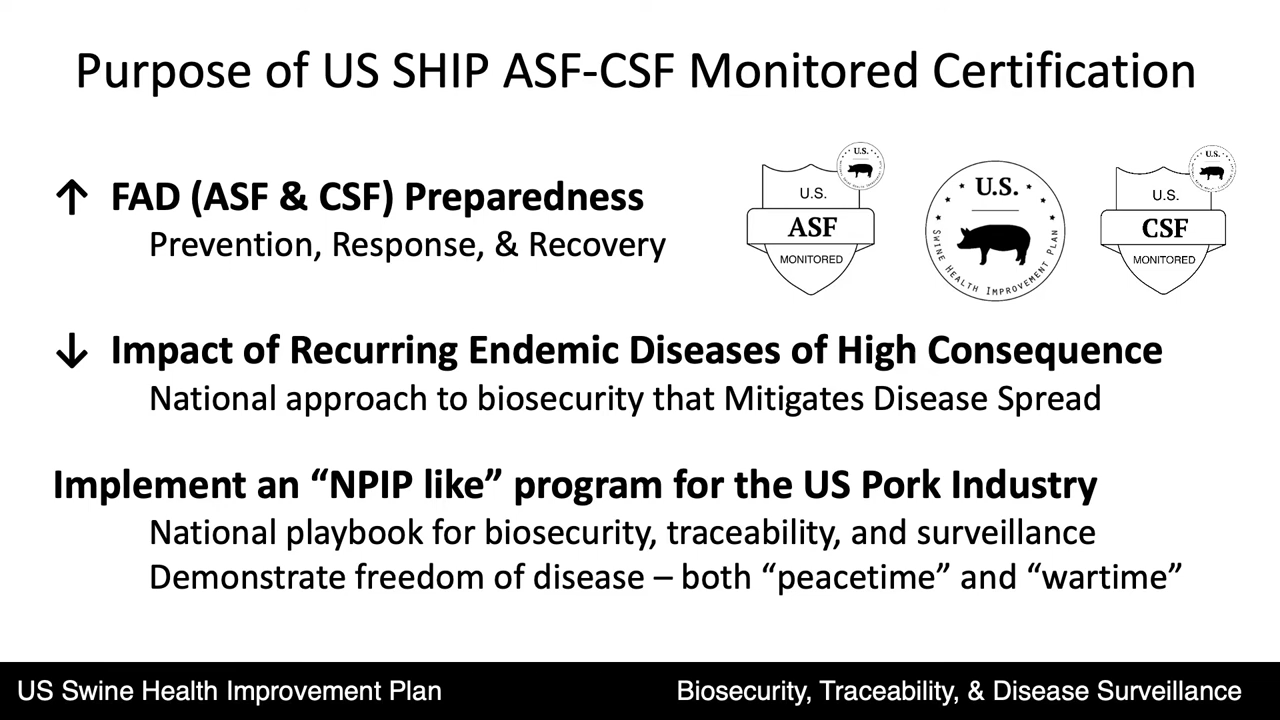 Purpose of US SHIP ASF-CSF Monitored Certification
↑ FAD (ASF & CSF) Preparedness
Prevention, Response, & Recovery
U.S.
U.S.
ASF
MONITORED
U.S.
SWINE HEALTH IMPROVEMENT PLAN
U.S.
U.S.
CSF
MONITORED
↓ Impact of Recurring Endemic Diseases of High Consequence
National approach to biosecurity that Mitigates Disease Spread
Implement an “NPIP like” program for the US Pork Industry
National playbook for biosecurity, traceability, and surveillance
Demonstrate freedom of disease – both “peacetime” and “wartime”
US Swine Health Improvement Plan
Biosecurity, Traceability, & Disease Surveillance